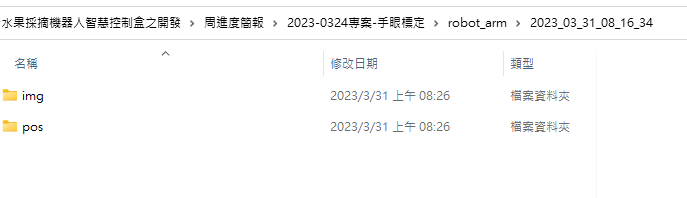 水果採摘機器人智慧控制盒之開發 > 周進度簡報 > 2023-0324專案-手眼標定 > robot_arm > 2023_03_31_08_16_34
名稱 修改日期 類型
img 2023/3/31 上午 08:26 檔案資料夾
pos 2023/3/31 上午 08:26 檔案資料夾